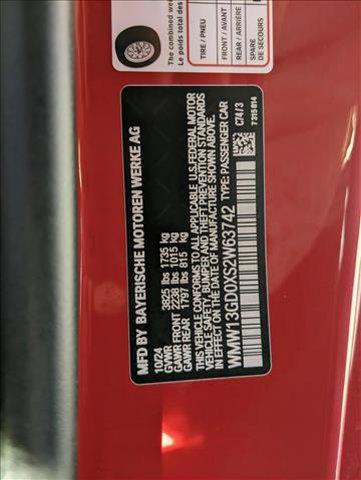 The combined wei
Le poids total des
TIRE / PNEU
FRONT / AVANT
REAR / ARRIÈRE
SPARE
DE SECOURS
MFD BY BAYERISCHE MOTOREN WERKE AG
10/24
GVWR 3825 lbs 1735 kg
GAWR FRONT 2238 lbs 1015 kg
GAWR REAR 1797 lbs 815 kg
THIS VEHICLE CONFORMS TO ALL APPLICABLE U.S. FEDERAL MOTOR
VEHICLE SAFETY, BUMPER AND THEFT PREVENTION STANDARDS
IN EFFECT ON THE DATE OF MANUFACTURE SHOWN ABOVE.
WMW13GD0XS2W63742 TYPE: PASSENGER CAR
C74/3
7 315 814